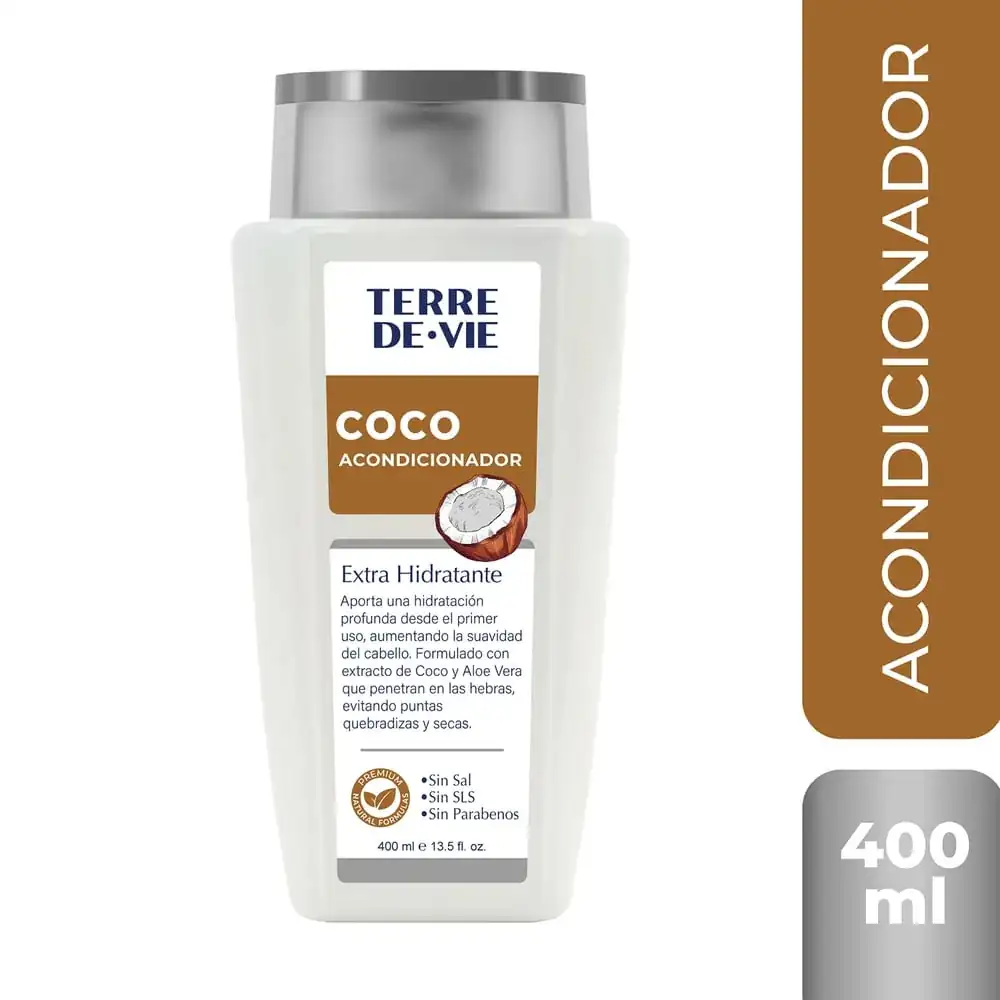 TERRE
DE•VIE
COCO
ACONDICIONADOR
Extra Hidratante
Aporta una hidratación
profunda desde el primer
uso, aumentando la suavidad
del cabello. Formulado con
extracto de Coco y Aloe Vera
que penetran en las hebras,
evitando puntas
quebradizas y secas.
PREMIUM
NATURAL FORMULAS
•Sin Sal
•Sin SLS
•Sin Parabenos
400 ml ℮ 13.5 fl. oz.
ACONDICIONADOR
400
ml